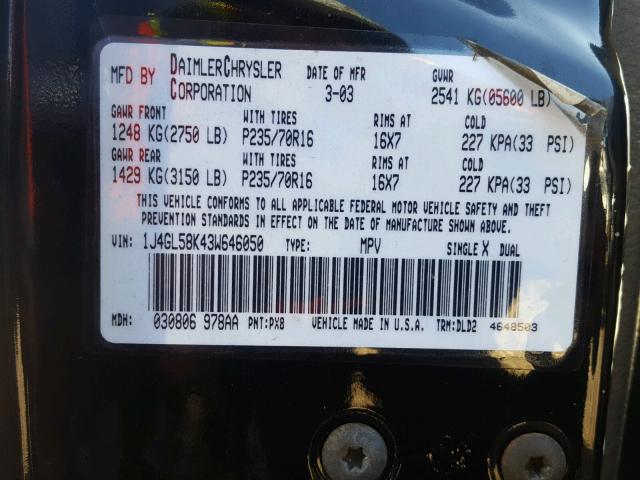 MFD BY DAIMLERCHRYSLER CORPORATION DATE OF MFR 3-03 GVWR 2541 KG(05600 LB)
GAWR FRONT WITH TIRES RIMS AT COLD
1248 KG(2750 LB) P235/70R16 16X7 227 KPA(33 PSI)
GAWR REAR WITH TIRES RIMS AT COLD
1429 KG(3150 LB) P235/70R16 16X7 227 KPA(33 PSI)
THIS VEHICLE CONFORMS TO ALL APPLICABLE FEDERAL MOTOR VEHICLE SAFETY AND THEFT
PREVENTION STANDARDS IN EFFECT ON THE DATE OF MANUFACTURE SHOWN ABOVE.
VIN: 1J4GL58K43W646050 TYPE: MPV SINGLE X DUAL
MDH: 030806 978AA PNT:PX8 VEHICLE MADE IN U.S.A. TRM:DLD2 4648503